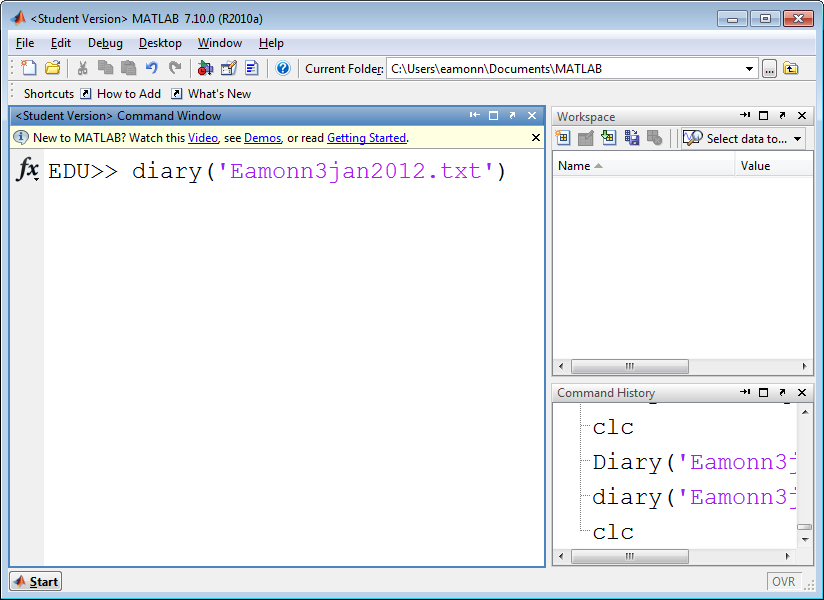 <Student Version> MATLAB 7.10.0 (R2010a)
File Edit Debug Desktop Window Help
Current Folder: C:\Users\eamonn\Documents\MATLAB ...
Shortcuts How to Add What's New
<Student Version> Command Window
New to MATLAB? Watch this Video, see Demos, or read Getting Started.
fx EDU>> diary('Eamonn3jan2012.txt')
Workspace
Select data to...
Name Value
Command History
clc
Diary('Eamonn3j
diary('Eamonn3j
clc
Start
OVR